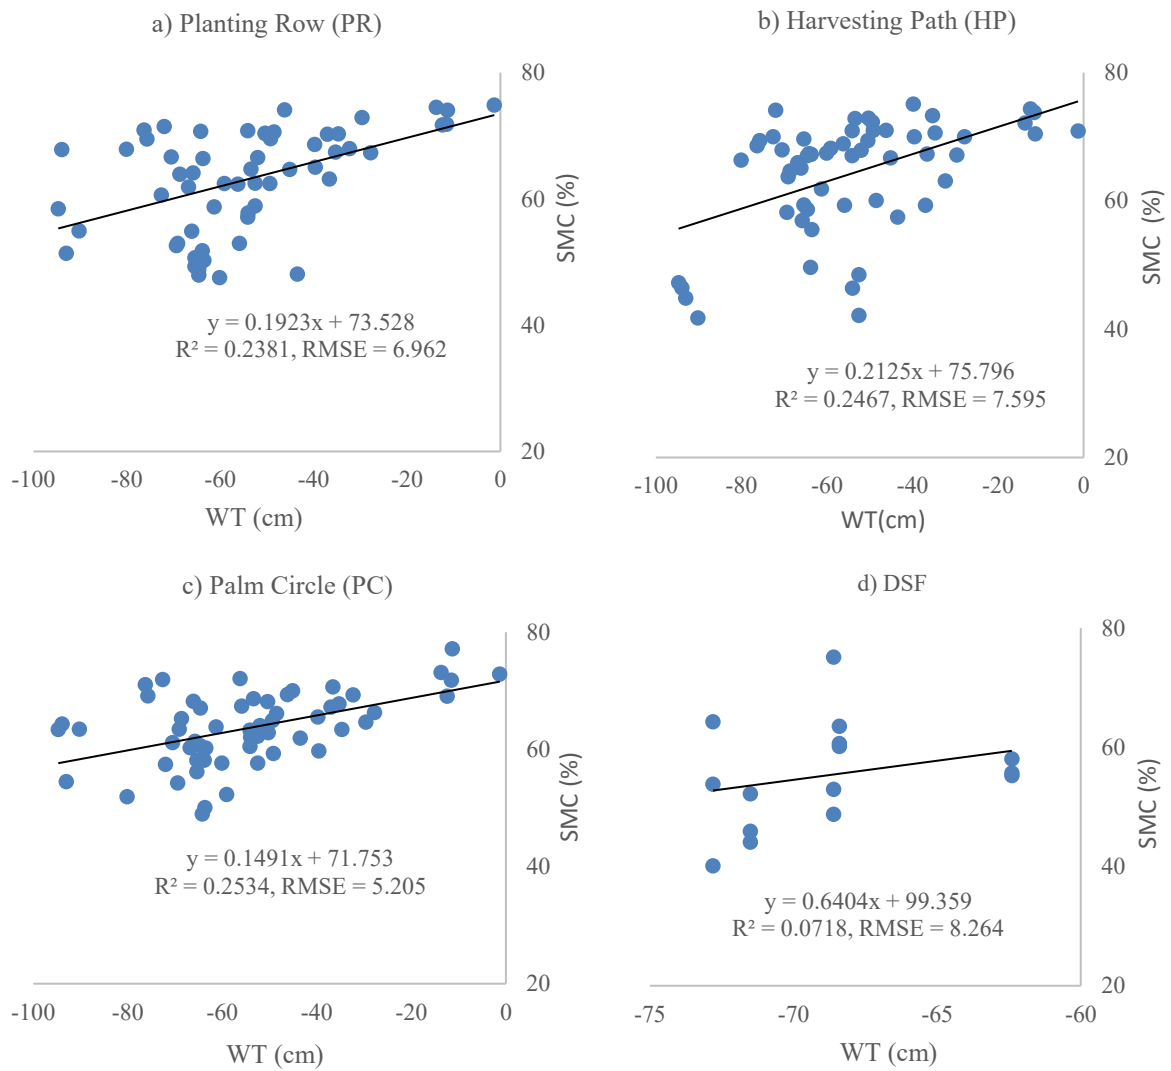 a) Planting Row (PR)
80
60
40
20
SMC (%)
y = 0.1923x + 73.528
R² = 0.2381, RMSE = 6.962
-100 -80 -60 -40 -20 0
WT (cm)
b) Harvesting Path (HP)
80
60
40
20
SMC (%)
y = 0.2125x + 75.796
R² = 0.2467, RMSE = 7.595
-100 -80 -60 -40 -20 0
WT(cm)
c) Palm Circle (PC)
80
60
40
20
SMC (%)
y = 0.1491x + 71.753
R² = 0.2534, RMSE = 5.205
-100 -80 -60 -40 -20 0
WT (cm)
d) DSF
80
60
40
20
SMC (%)
y = 0.6404x + 99.359
R² = 0.0718, RMSE = 8.264
-75 -70 -65 -60
WT (cm)